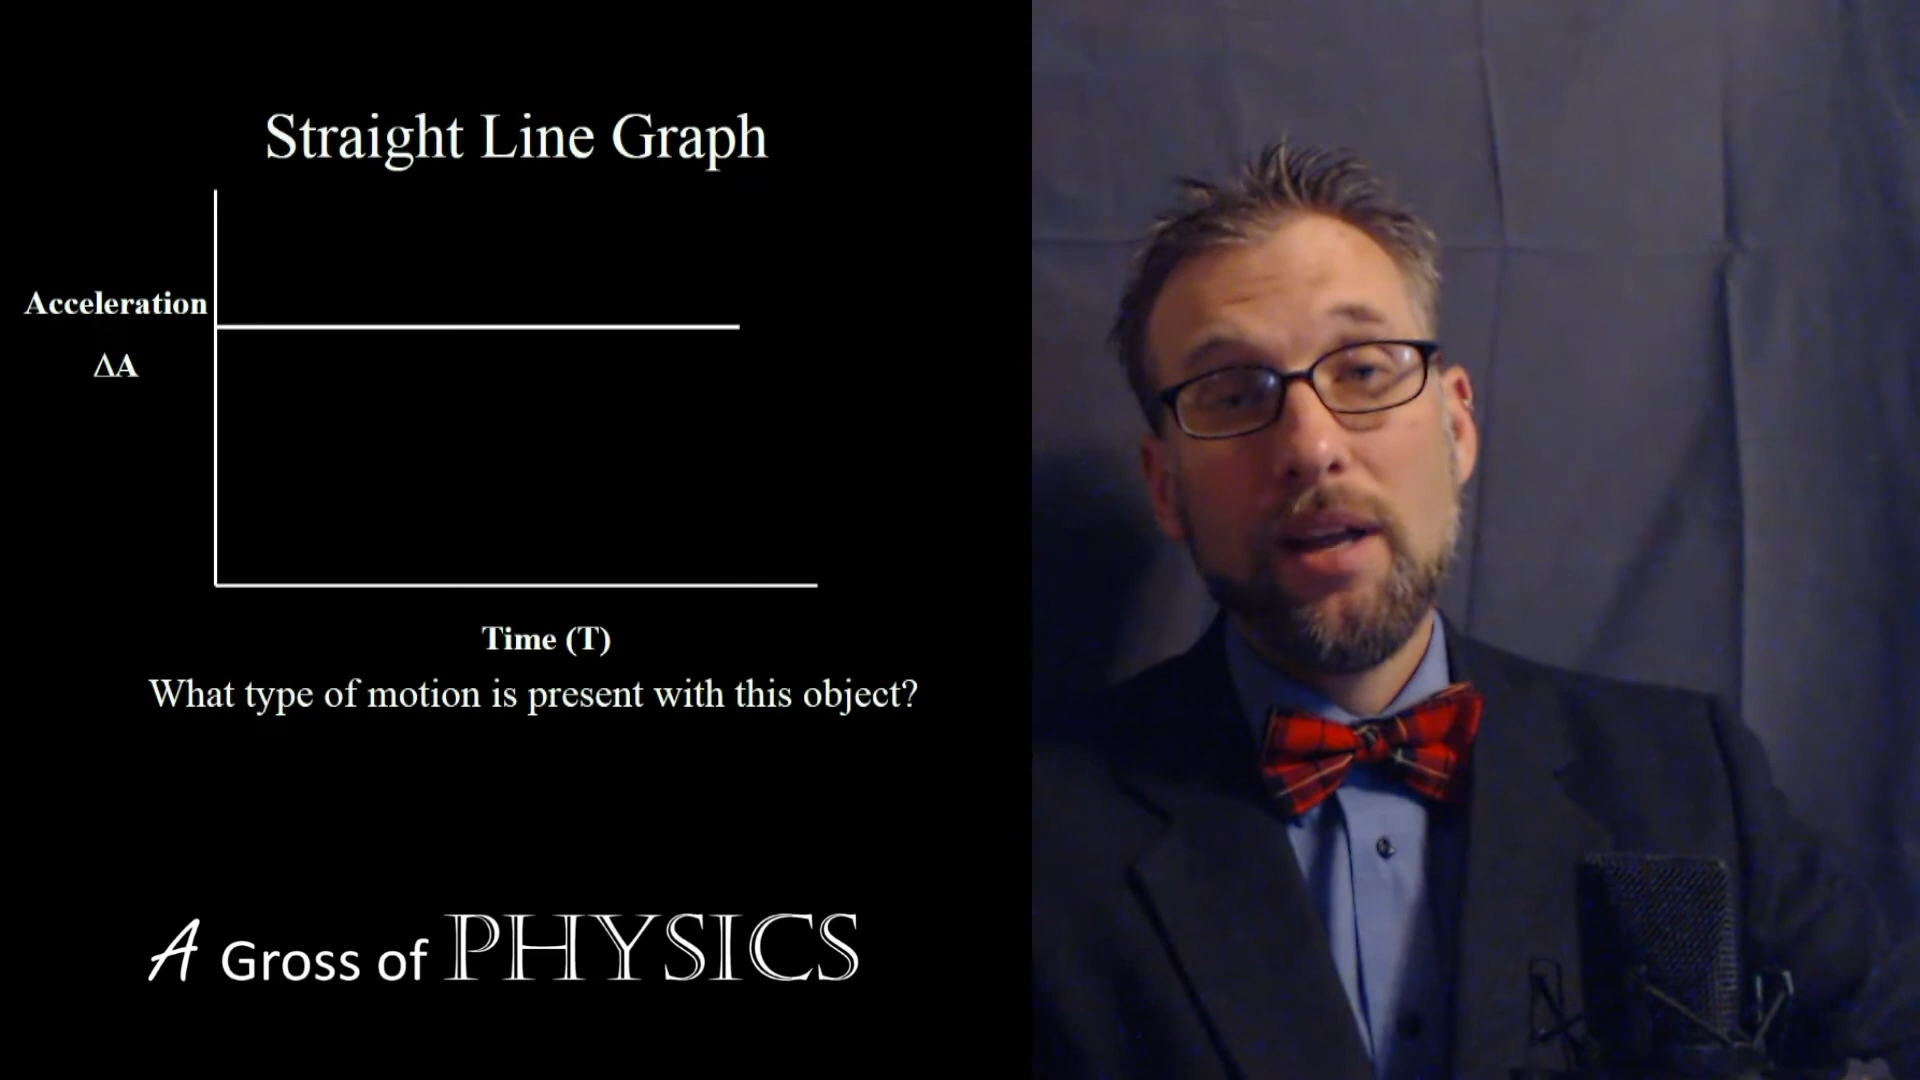 Straight Line Graph
Acceleration
ΔA
Time (T)
What type of motion is present with this object?
A Gross of PHYSICS